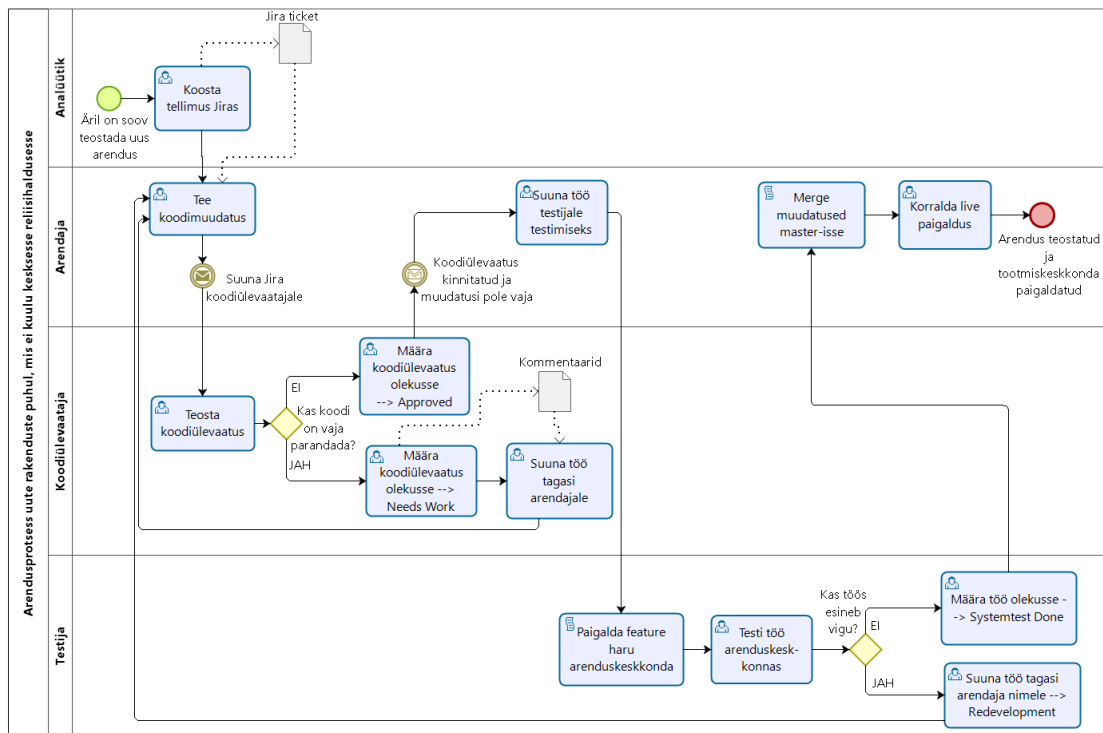 Arendusprotsess uute rakenduste puhul, mis ei kuulu kesksesse reliisihaldusesse
Analüütik
Jira ticket
Koosta
tellimus Jiras
Äril on soov
teostada uus
arendus
Arendaja
Tee
koodimuudatus
Suuna Jira
koodiülevaatajale
Suuna töö
testijale
testimiseks
Koodiülevaatus
kinnitatud ja
muudatusi pole vaja
Merge
muudatused
master-isse
Korralda live
paigaldus
Arendus teostatud
ja
tootmiskeskkonda
paigaldatud
Koodiülevaataja
Teosta
koodiülevaatus
Kas koodi
on vaja
parandada?
EI
JAH
Määra
koodiülevaatus
olekusse
--> Approved
Määra
koodiülevaatus
olekusse -->
Needs Work
Kommentaarid
Suuna töö
tagasi
arendajale
Testija
Paigalda feature
haru
arenduskeskkonda
Testi töö
arenduskesk-
konnas
Kas töös
esineb
vigu?
EI
JAH
Määra töö olekusse -
-> Systemtest Done
Suuna töö tagasi
arendaja nimele -->
Redevelopment